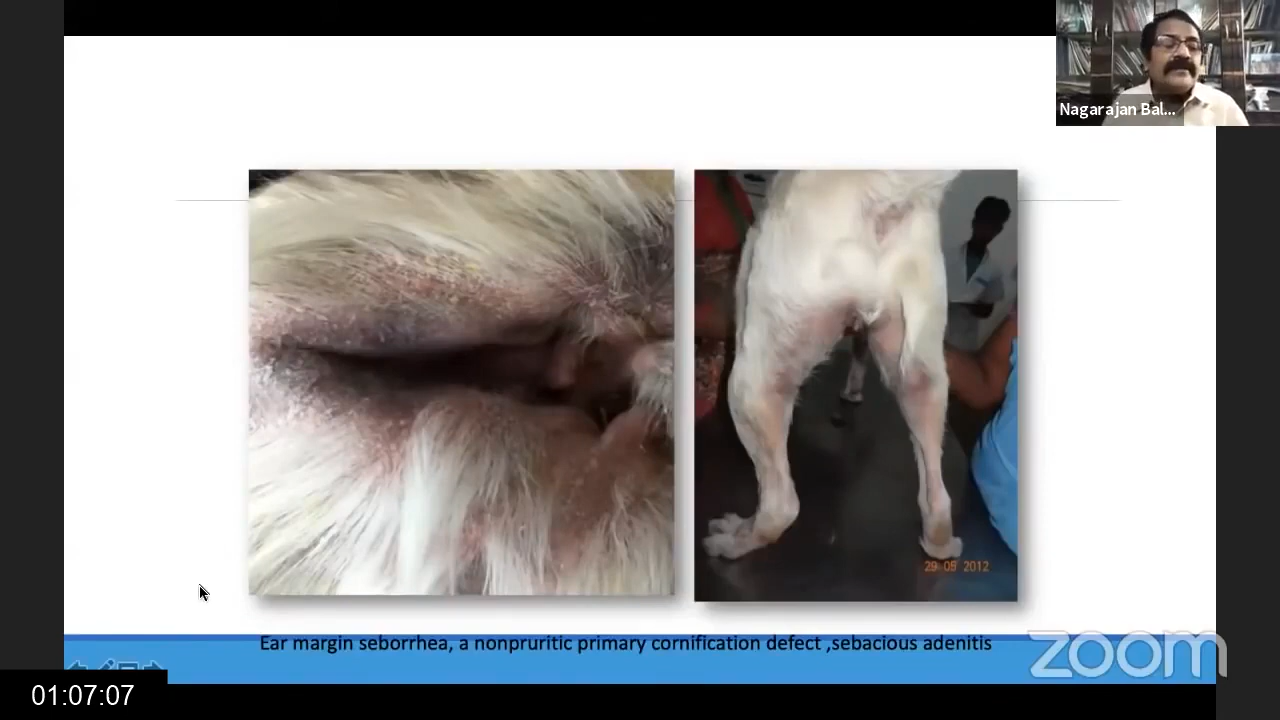 Nagarajan Bal...
29 05 2012
Ear margin seborrhea, a nonpruritic primary cornification defect ,sebacious adenitis
zoom
01:07:07